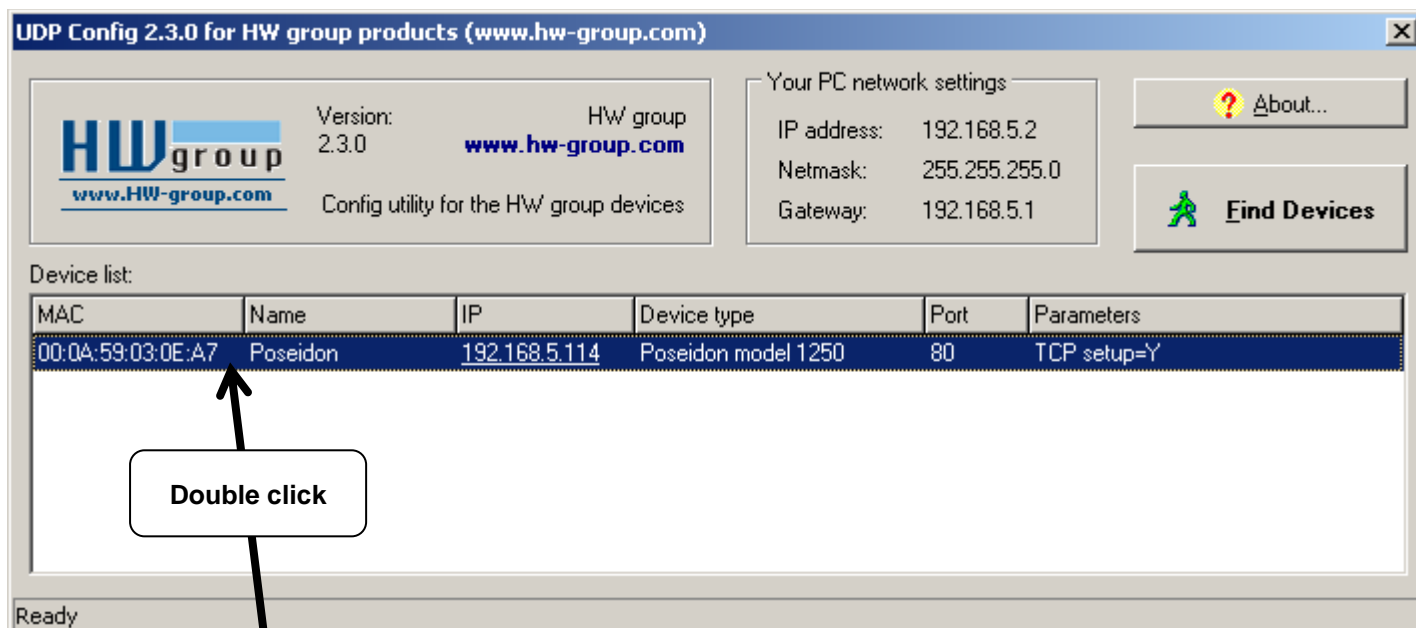 UDP Config 2.3.0 for HW group products (www.hw-group.com)
HWgroup
www.HW-group.com
Version: HW group
2.3.0 www.hw-group.com
Config utility for the HW group devices
Your PC network settings
IP address: 192.168.5.2
Netmask: 255.255.255.0
Gateway: 192.168.5.1
? About...
Find Devices
Device list:
MAC Name IP Device type Port Parameters
00:0A:59:03:0E:A7 Poseidon 192.168.5.114 Poseidon model 1250 80 TCP setup=Y
Double click
Ready